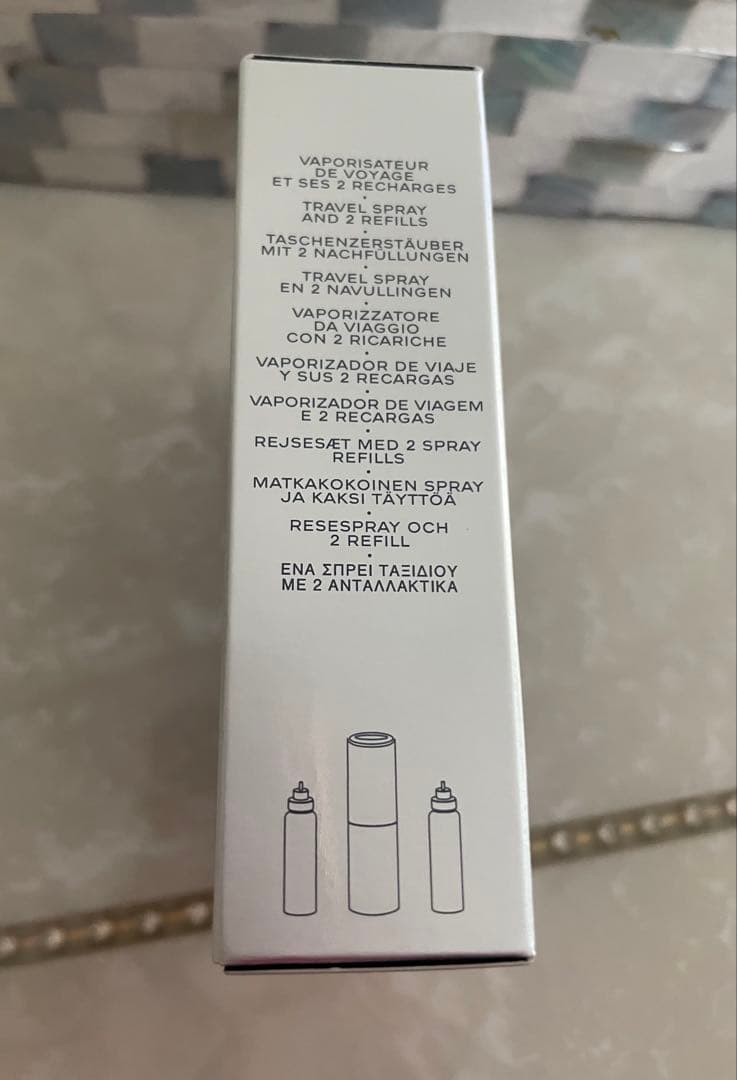 VAPORISATEUR
DE VOYAGE
ET SES 2 RECHARGES
•
TRAVEL SPRAY
AND 2 REFILLS
•
TASCHENZERSTÄUBER
MIT 2 NACHFÜLLUNGEN
•
TRAVEL SPRAY
EN 2 NAVULLINGEN
•
VAPORIZZATORE
DA VIAGGIO
CON 2 RICARICHE
•
VAPORIZADOR DE VIAJE
Y SUS 2 RECARGAS
•
VAPORIZADOR DE VIAGEM
E 2 RECARGAS
•
REJSESÆT MED 2 SPRAY
REFILLS
•
MATKAKOKOINEN SPRAY
JA KAKSI TÄYTTÖÄ
•
RESESPRAY OCH
2 REFILL
•
ΕΝΑ ΣΠΡΕΙ ΤΑΞΙΔΙΟΥ
ΜΕ 2 ΑΝΤΑΛΛΑΚΤΙΚΑ